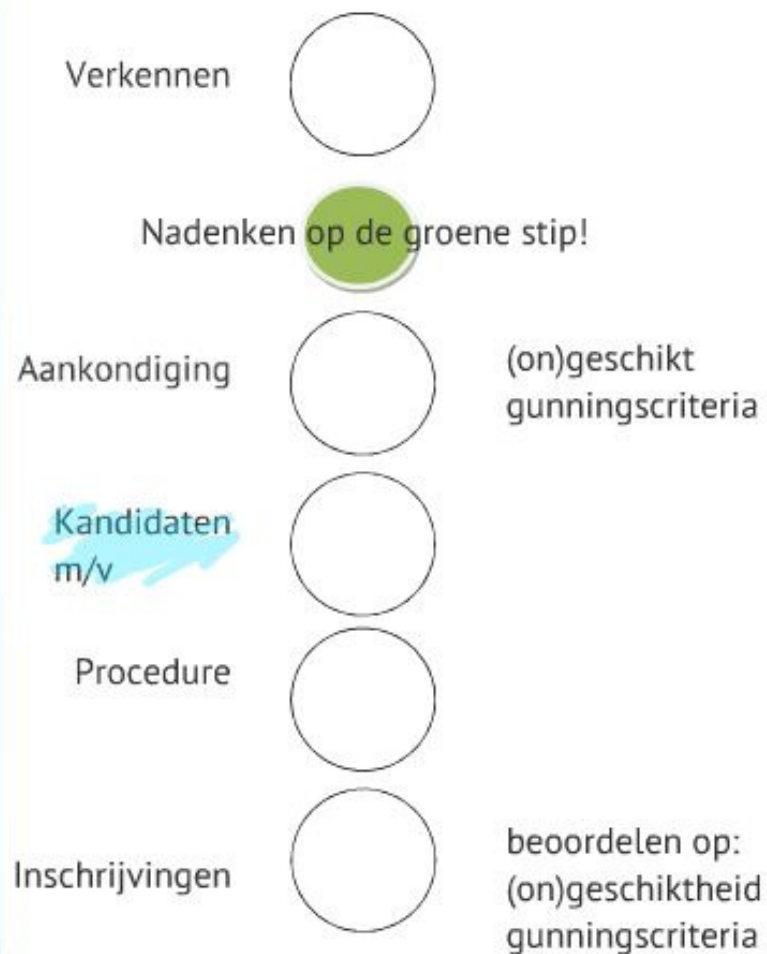 Verkennen
Nadenken op de groene stip!
Aankondiging
(on)geschikt
gunningscriteria
Kandidaten
m/v
Procedure
Inschrijvingen
beoordelen op:
(on)geschiktheid
gunningscriteria